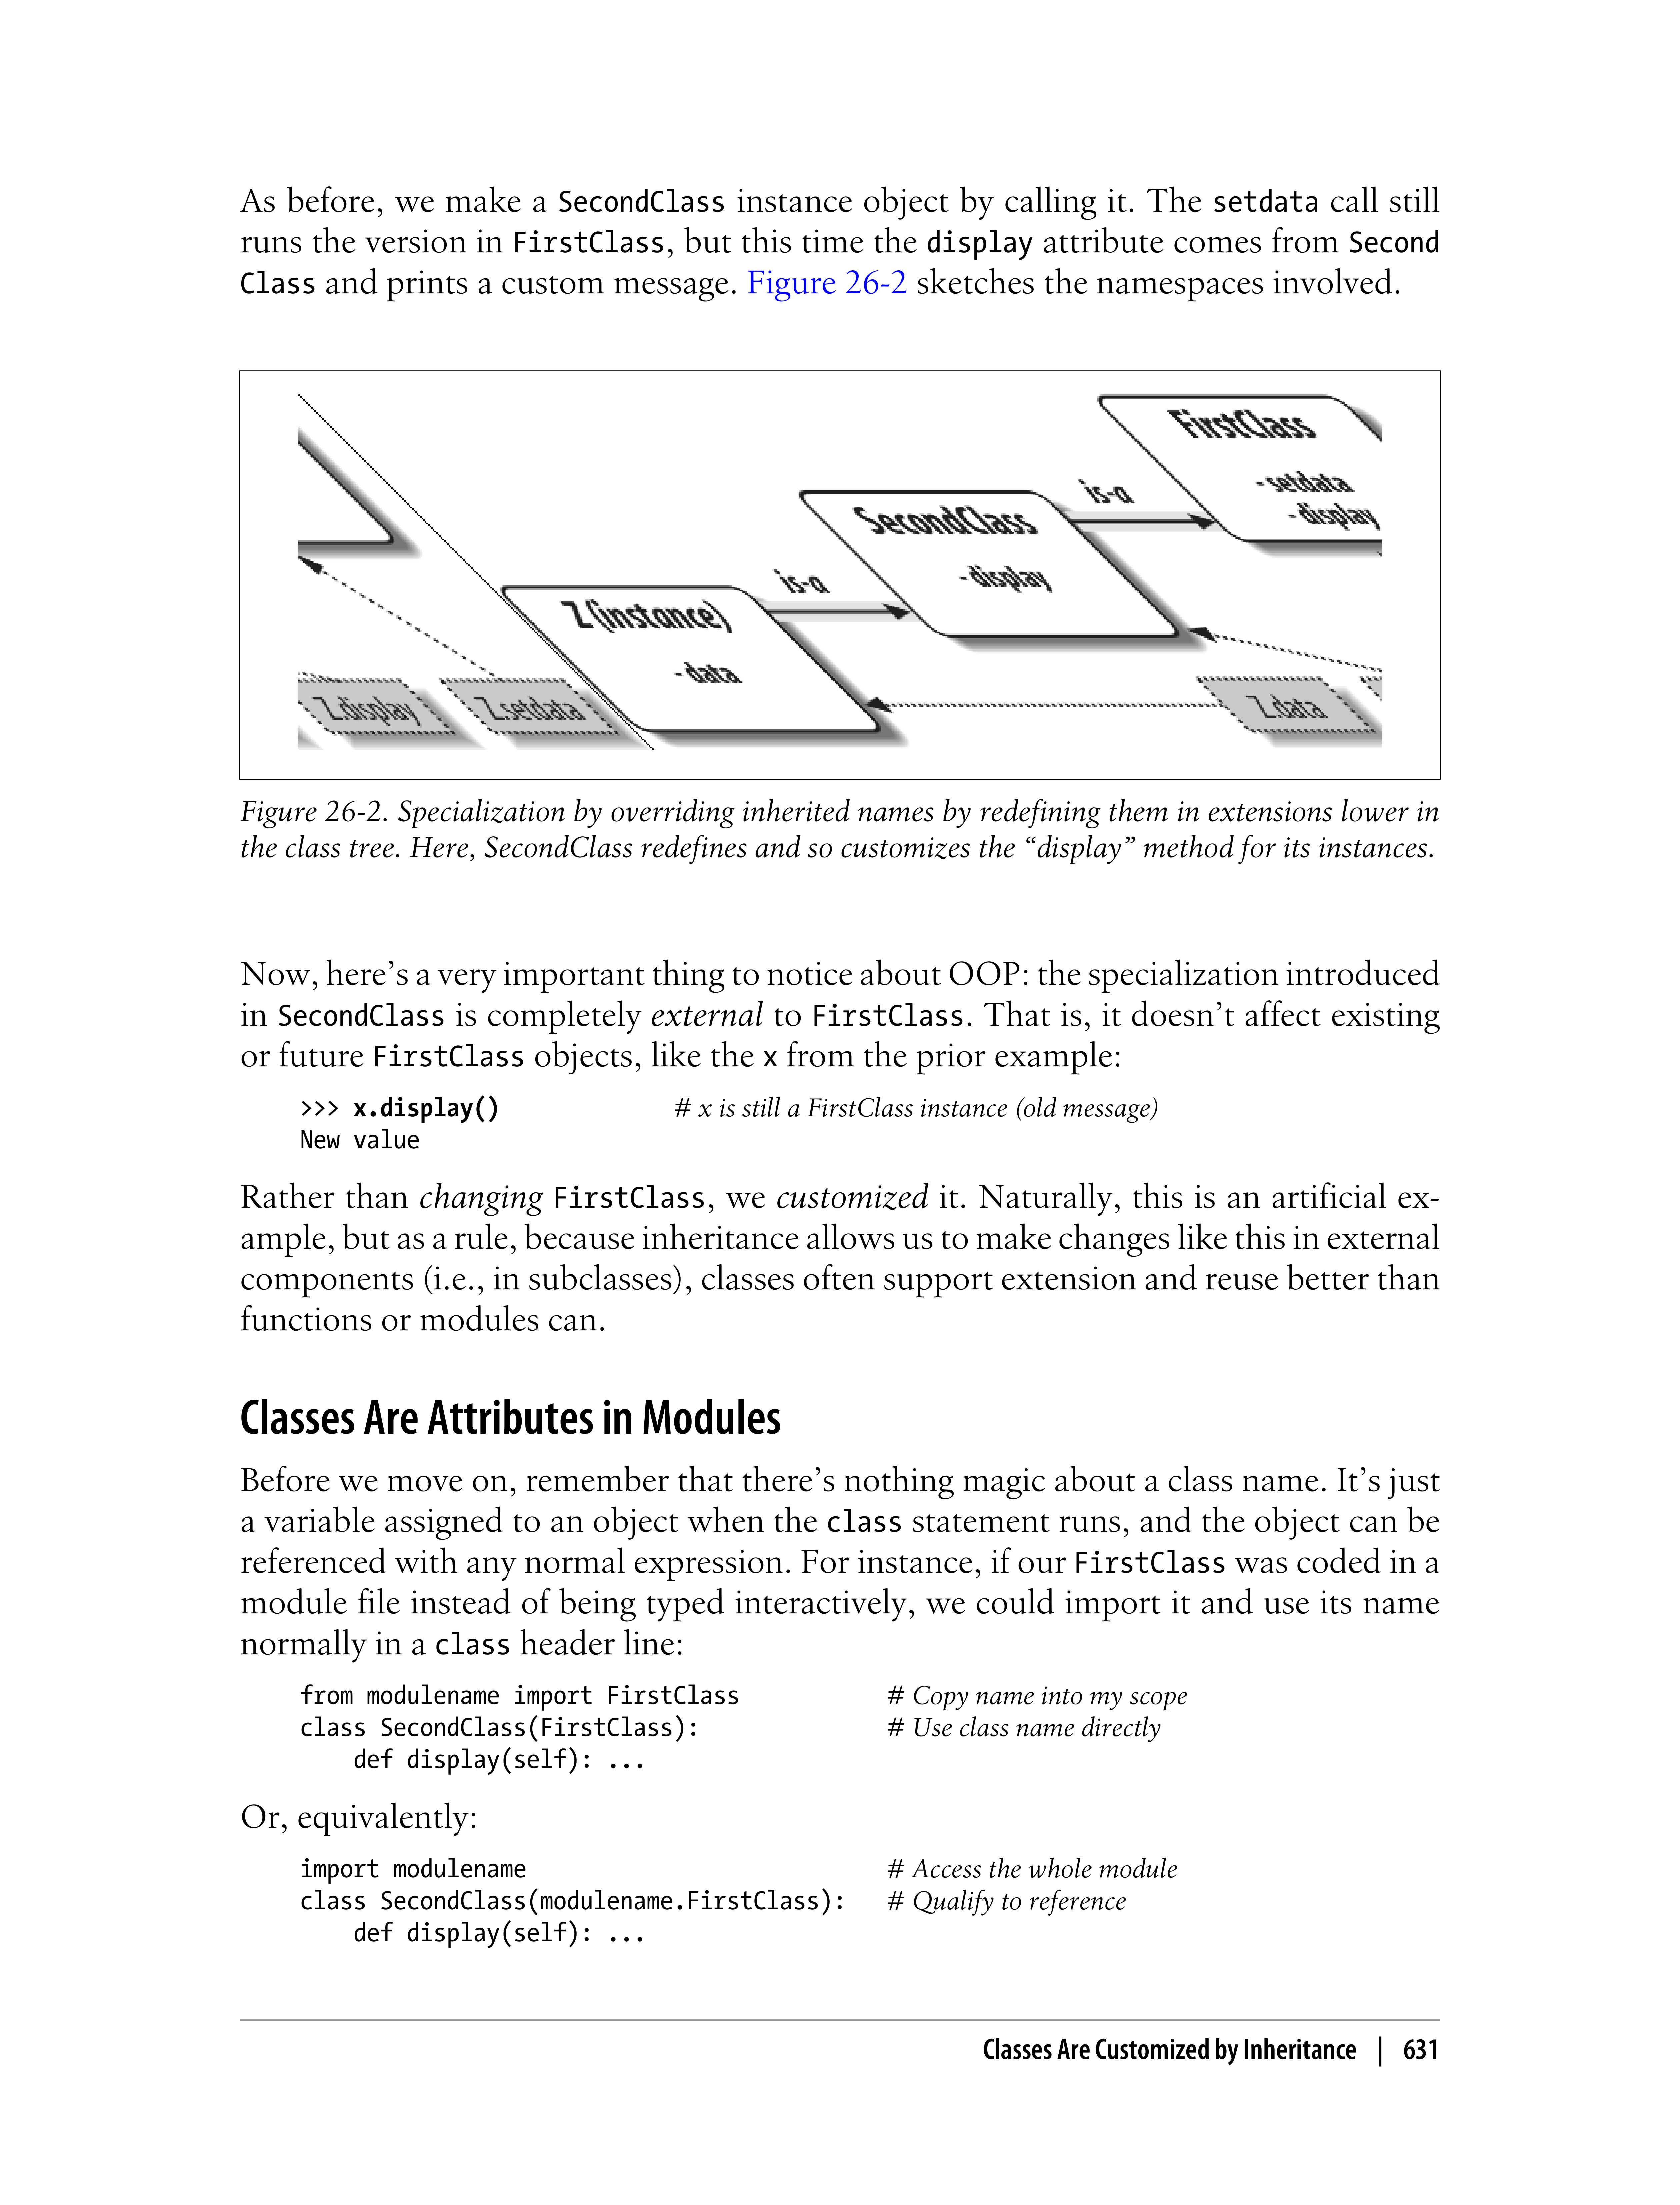 As before, we make a SecondClass instance object by calling it. The setdata call still
runs the version in FirstClass, but this time the display attribute comes from Second
Class and prints a custom message. Figure 26-2 sketches the namespaces involved.
FirstClass
- setdata
- display
is-a
SecondClass
- display
is-a
Z (instance)
- data
Z.display
Z.setdata
Z.data
Figure 26-2. Specialization by overriding inherited names by redefining them in extensions lower in
the class tree. Here, SecondClass redefines and so customizes the “display” method for its instances.
Now, here’s a very important thing to notice about OOP: the specialization introduced
in SecondClass is completely external to FirstClass. That is, it doesn’t affect existing
or future FirstClass objects, like the x from the prior example:
>>> x.display() # x is still a FirstClass instance (old message)
New value
Rather than changing FirstClass, we customized it. Naturally, this is an artificial ex-
ample, but as a rule, because inheritance allows us to make changes like this in external
components (i.e., in subclasses), classes often support extension and reuse better than
functions or modules can.
Classes Are Attributes in Modules
Before we move on, remember that there’s nothing magic about a class name. It’s just
a variable assigned to an object when the class statement runs, and the object can be
referenced with any normal expression. For instance, if our FirstClass was coded in a
module file instead of being typed interactively, we could import it and use its name
normally in a class header line:
from modulename import FirstClass # Copy name into my scope
class SecondClass(FirstClass): # Use class name directly
    def display(self): ...
Or, equivalently:
import modulename # Access the whole module
class SecondClass(modulename.FirstClass): # Qualify to reference
    def display(self): ...
Classes Are Customized by Inheritance | 631